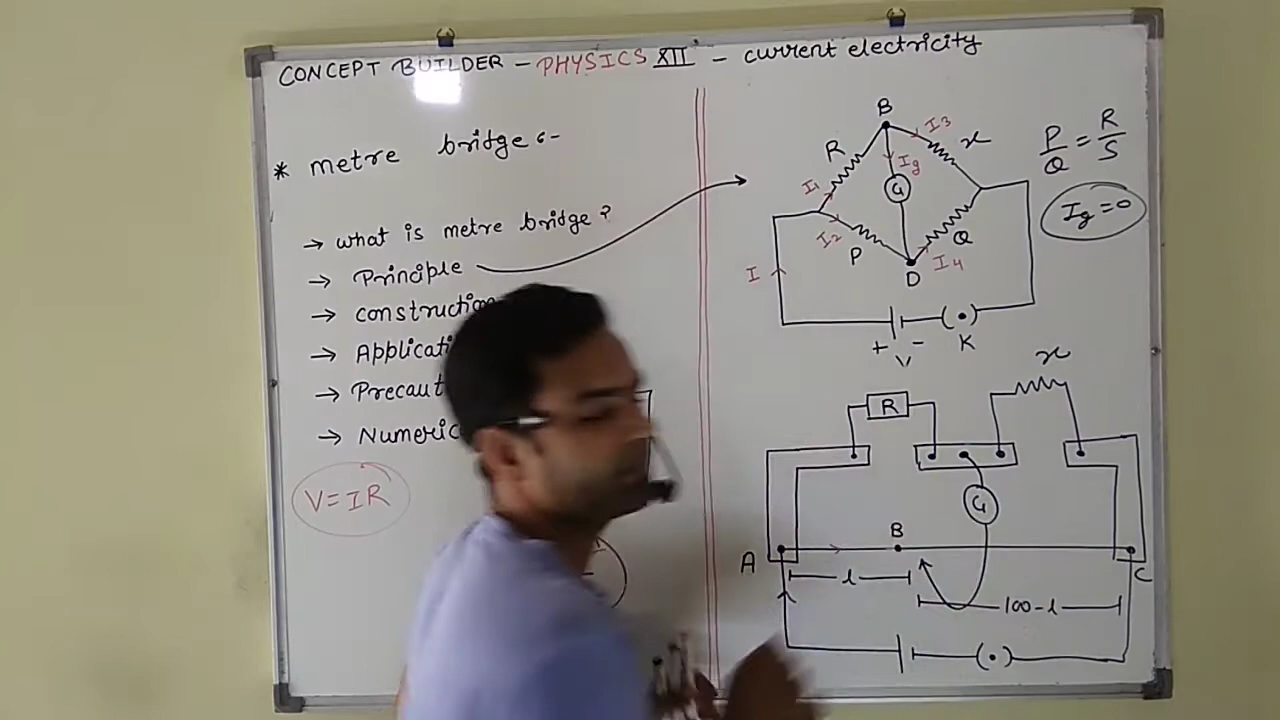 CONCEPT BUILDER - PHYSICS XII - current electricity
* metre bridge :-
→ what is metre bridge ?
→ Principle
→ construction
→ Applicati
→ Precaut
→ Numeric
V = IR
B
R
I1
I3
x
Ig
G
I2
P
Q
I4
D
I
+ V -
K
P/Q = R/S
Ig = 0
R
x
G
A
B
C
l
100-l